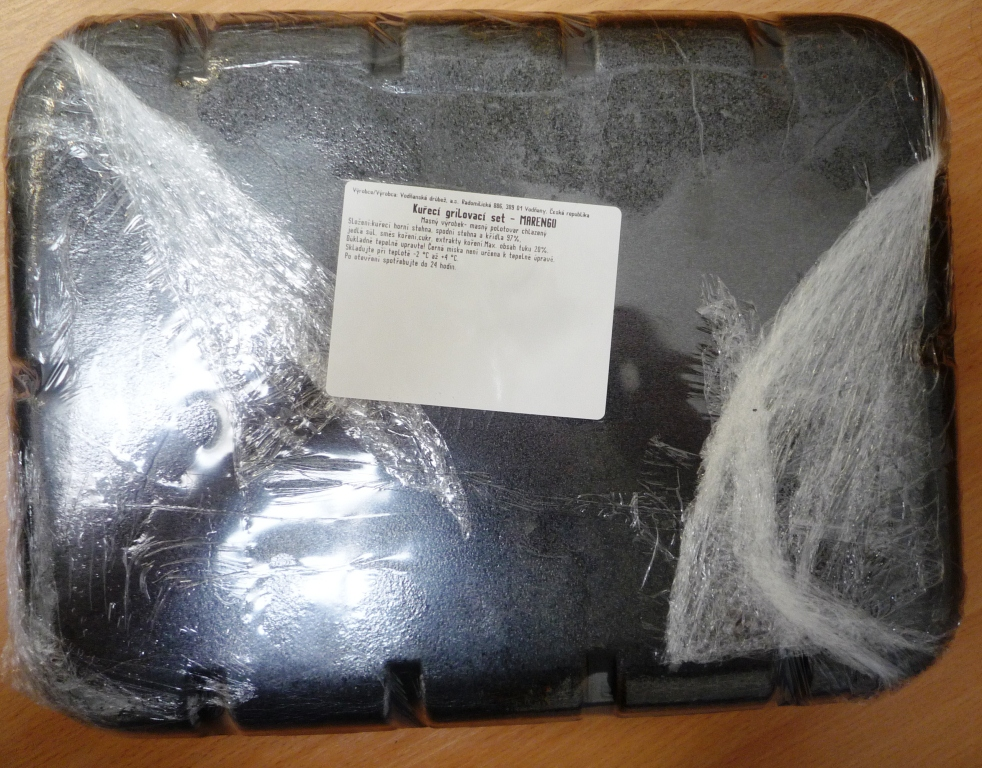 Výrobce/Výrobca: Vodňanská drůbež, a.s. Radomilická 886, 389 01 Vodňany, Česká republika
Kuřecí grilovací set - MARENGO
Masný výrobek- masný polotovar chlazený
Složení:kuřecí horní stehna, spodní stehna a křídla 97%,
jedlá sůl, směs koření,cukr, extrakty koření.Max. obsah tuku 20%.
Důkladně tepelně upravte! Černá miska není určena k tepelné úpravě.
Skladujte při teplotě -2 °C až +4 °C.
Po otevření spotřebujte do 24 hodin.